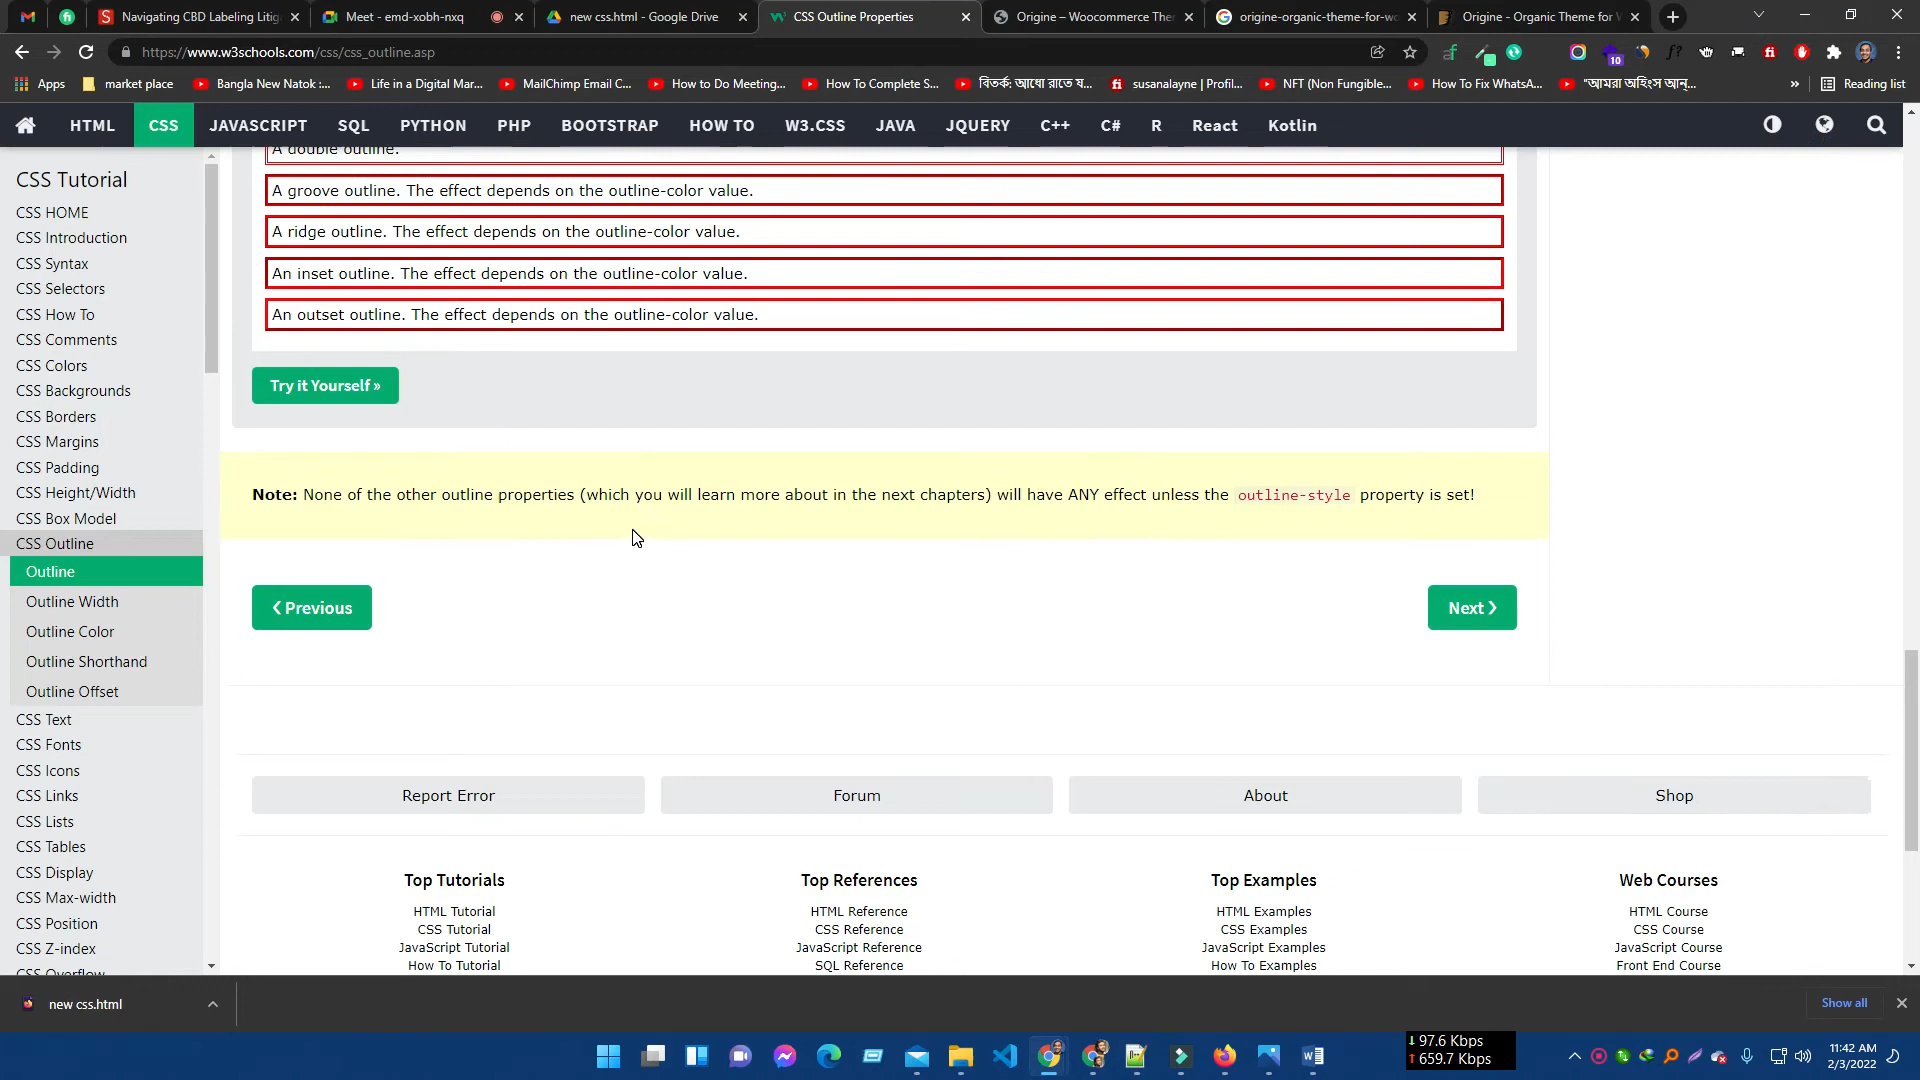 Navigating CBD Labeling Litig
Meet - emd-xobh-nxq
new css.html - Google Drive
CSS Outline Properties
Origine – Woocommerce The
origine-organic-theme-for-wo
Origine - Organic Theme for W
https://www.w3schools.com/css/css_outline.asp
10
Apps
market place
Bangla New Natok :...
Life in a Digital Mar...
MailChimp Email C...
How to Do Meeting...
How To Complete S...
বিতর্ক: আধো রাতে য...
susanalayne | Profil...
NFT (Non Fungible...
How To Fix WhatsA...
"আমরা অহিংস আন্...
»
Reading list
HTML
CSS
JAVASCRIPT
SQL
PYTHON
PHP
BOOTSTRAP
HOW TO
W3.CSS
JAVA
JQUERY
C++
C#
R
React
Kotlin
CSS Tutorial
CSS HOME
CSS Introduction
CSS Syntax
CSS Selectors
CSS How To
CSS Comments
CSS Colors
CSS Backgrounds
CSS Borders
CSS Margins
CSS Padding
CSS Height/Width
CSS Box Model
CSS Outline
Outline
Outline Width
Outline Color
Outline Shorthand
Outline Offset
CSS Text
CSS Fonts
CSS Icons
CSS Links
CSS Lists
CSS Tables
CSS Display
CSS Max-width
CSS Position
CSS Z-index
CSS Overflow
A double outline.
A groove outline. The effect depends on the outline-color value.
A ridge outline. The effect depends on the outline-color value.
An inset outline. The effect depends on the outline-color value.
An outset outline. The effect depends on the outline-color value.
Try it Yourself »
Note: None of the other outline properties (which you will learn more about in the next chapters) will have ANY effect unless the outline-style property is set!
❮ Previous
Next ❯
Report Error
Forum
About
Shop
Top Tutorials
HTML Tutorial
CSS Tutorial
JavaScript Tutorial
How To Tutorial
Top References
HTML Reference
CSS Reference
JavaScript Reference
SQL Reference
Top Examples
HTML Examples
CSS Examples
JavaScript Examples
How To Examples
Web Courses
HTML Course
CSS Course
JavaScript Course
Front End Course
new css.html
Show all
↓ 97.6 Kbps
↑ 659.7 Kbps
11:42 AM
2/3/2022